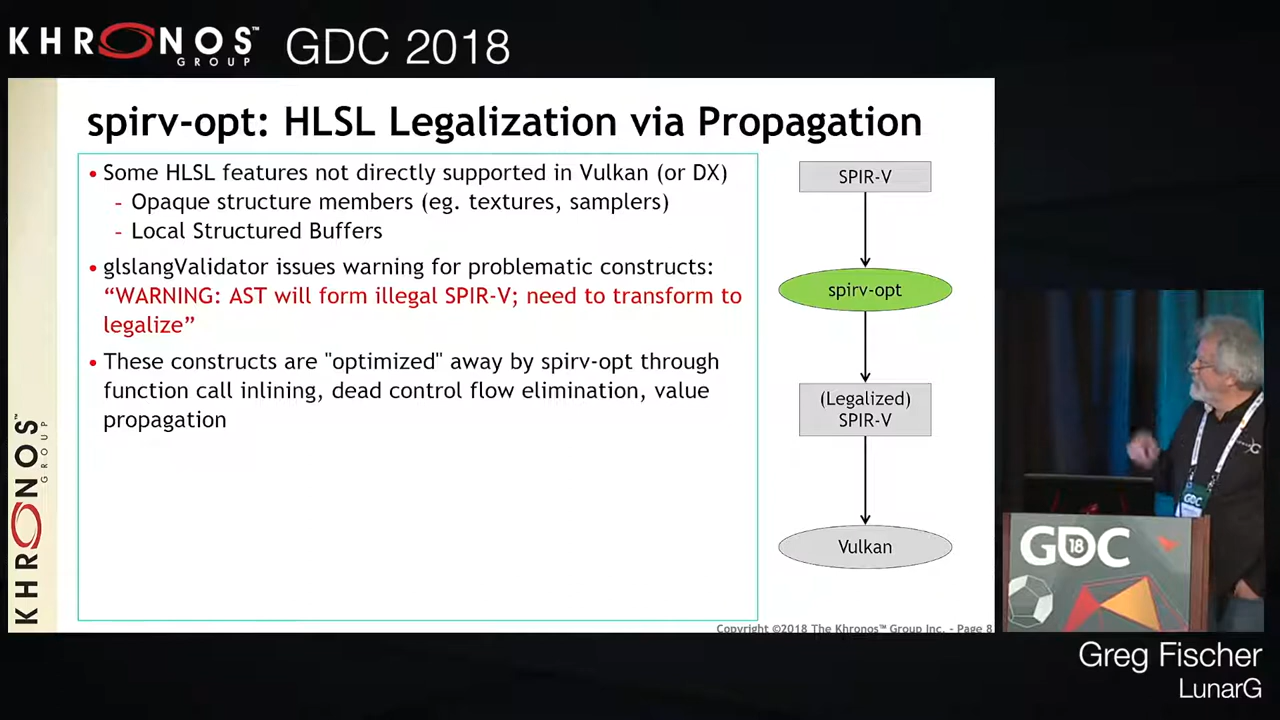 KHRONOS™
GROUP
GDC 2018
spirv-opt: HLSL Legalization via Propagation
• Some HLSL features not directly supported in Vulkan (or DX)
- Opaque structure members (eg. textures, samplers)
- Local Structured Buffers
• glslangValidator issues warning for problematic constructs:
“WARNING: AST will form illegal SPIR-V; need to transform to
legalize”
• These constructs are "optimized" away by spirv-opt through
function call inlining, dead control flow elimination, value
propagation
SPIR-V
spirv-opt
(Legalized)
SPIR-V
Vulkan
KHRONOS™
GROUP
Copyright ©2018 The Khronos™ Group Inc. - Page 8
GDC
GDC
18
Greg Fischer
LunarG